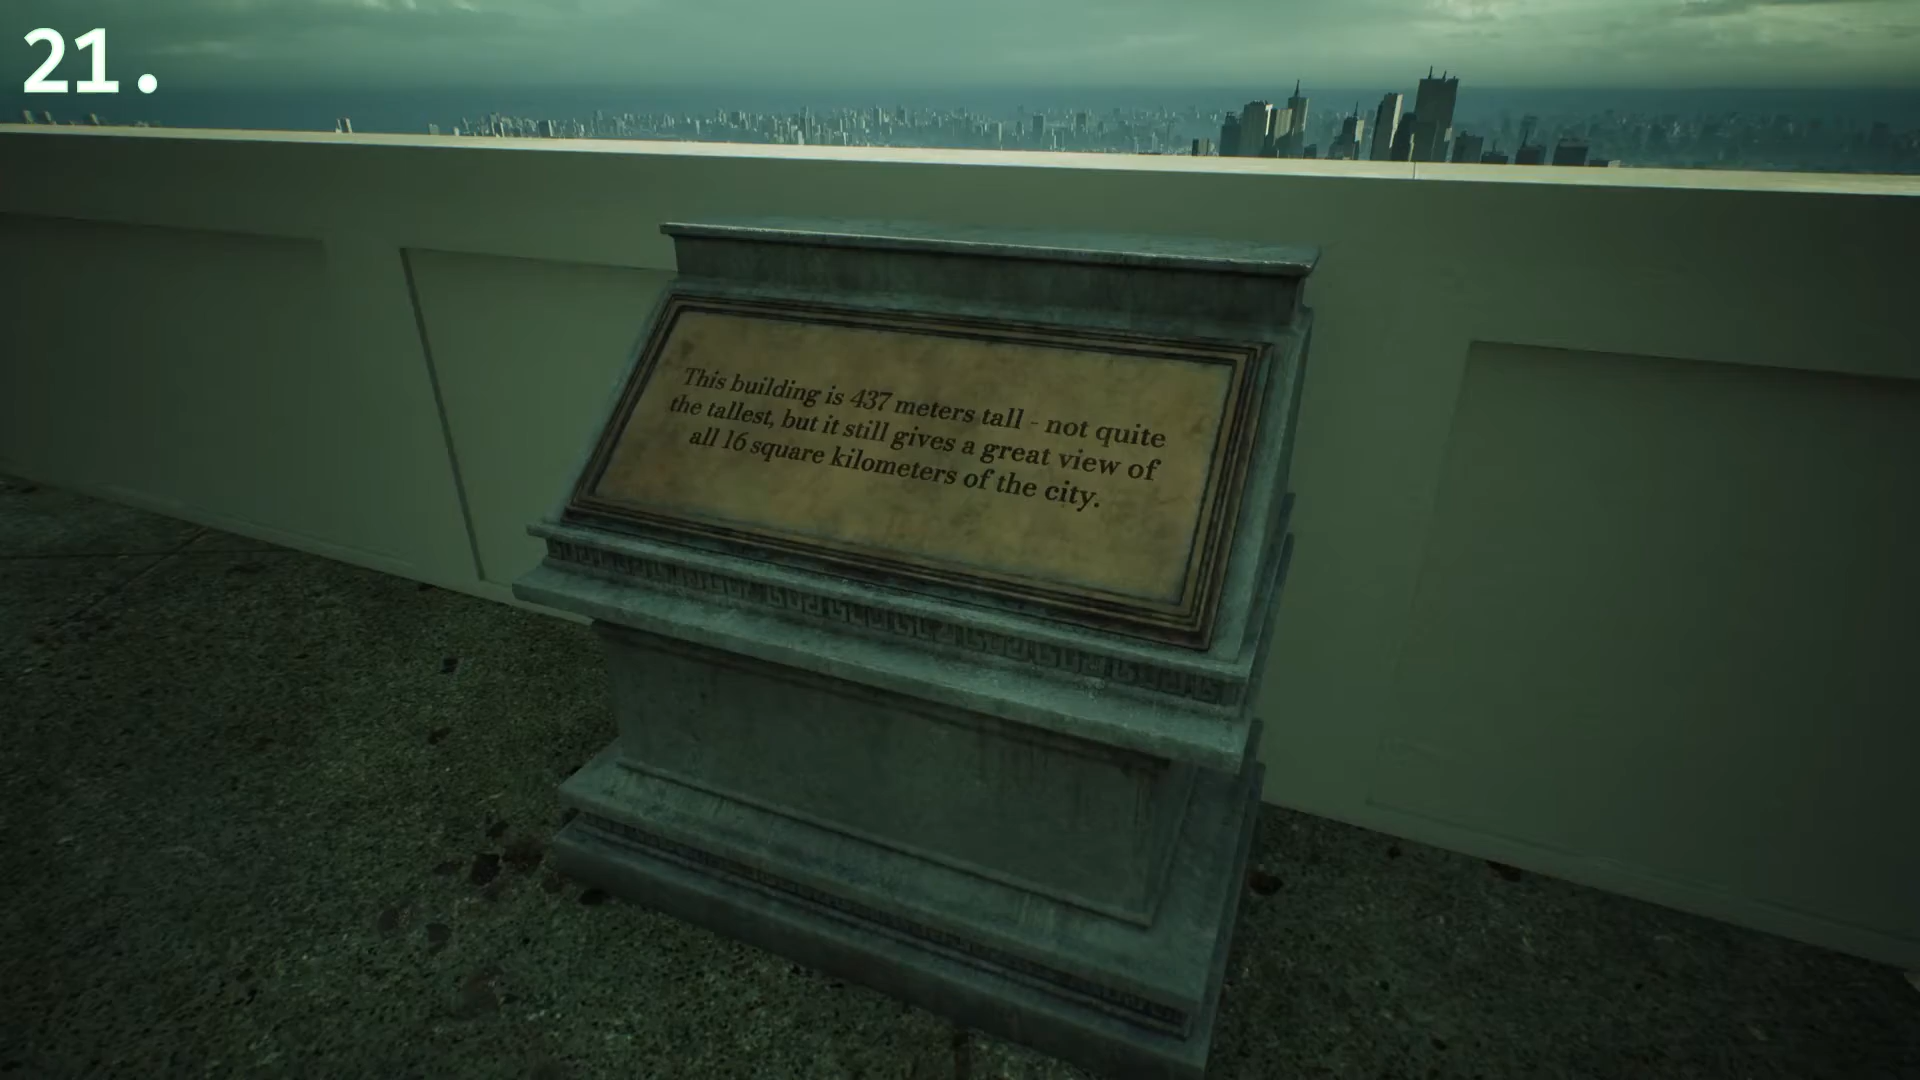 21.
This building is 437 meters tall - not quite
the tallest, but it still gives a great view of
all 16 square kilometers of the city.